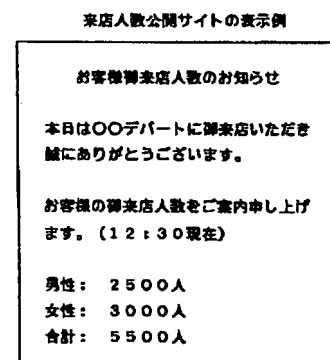 来店人数公開サイトの表示例
お客様御来店人数のお知らせ
本日は〇〇デパートに御来店いただき
誠にありがとうございます。
お客様の御来店人数をご案内申し上げ
ます。（１２：３０現在）
男性：　２５００人
女性：　３０００人
合計：　５５００人